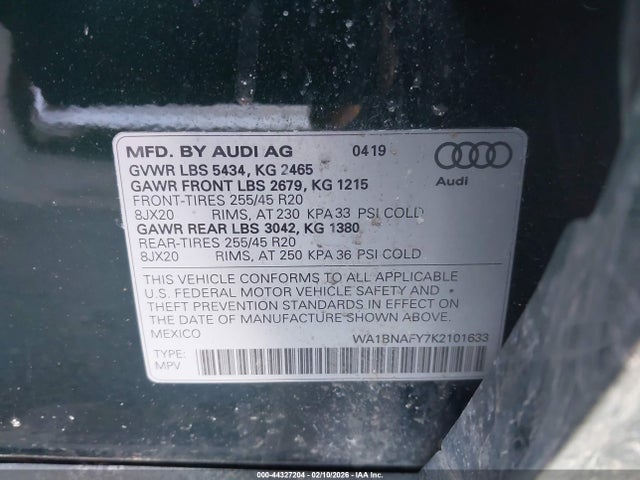 MFD. BY AUDI AG 0419
GVWR LBS 5434, KG 2465
GAWR FRONT LBS 2679, KG 1215
FRONT-TIRES 255/45 R20
8JX20 RIMS, AT 230 KPA 33 PSI COLD
GAWR REAR LBS 3042, KG 1380
REAR-TIRES 255/45 R20
8JX20 RIMS, AT 250 KPA 36 PSI COLD
Audi
THIS VEHICLE CONFORMS TO ALL APPLICABLE
U.S. FEDERAL MOTOR VEHICLE SAFETY AND
THEFT PREVENTION STANDARDS IN EFFECT ON
THE DATE OF MANUFACTURE SHOWN ABOVE.
MEXICO WA1BNAFY7K2101633
TYPE:
MPV
000-44327204 - 02/10/2026 - IAA Inc.